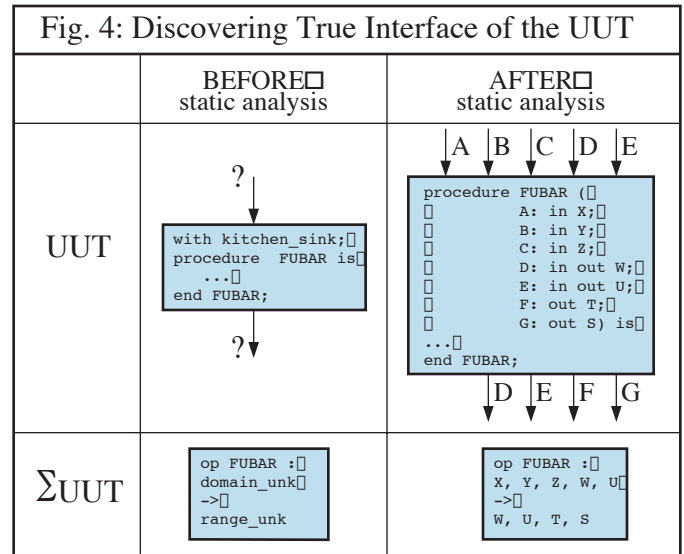 Fig. 4: Discovering True Interface of the UUT
BEFORE□
static analysis
AFTER□
static analysis
UUT
?
with kitchen_sink;▯
procedure  FUBAR is▯
...▯
end FUBAR;
?
A B C D E
procedure FUBAR (▯
▯ A: in X;▯
▯ B: in Y;▯
▯ C: in Z;▯
▯ D: in out W;▯
▯ E: in out U;▯
▯ F: out T;▯
▯ G: out S) is▯
...▯
end FUBAR;
D E F G
ΣUUT
op FUBAR :▯
domain_unk▯
->▯
range_unk
op FUBAR :▯
X, Y, Z, W, U▯
->▯
W, U, T, S